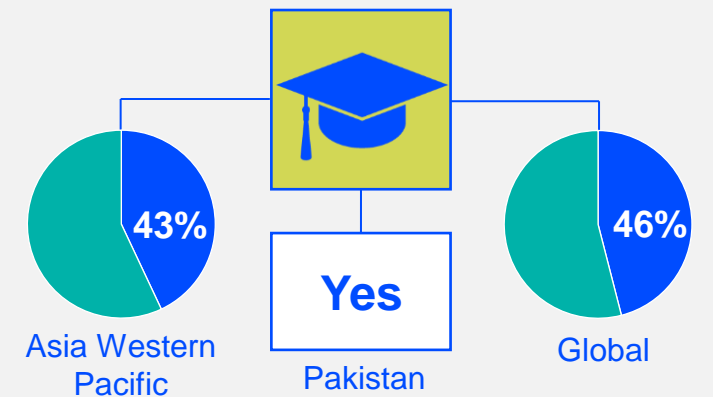 43%
Asia Western
Pacific
Yes
Pakistan
46%
Global